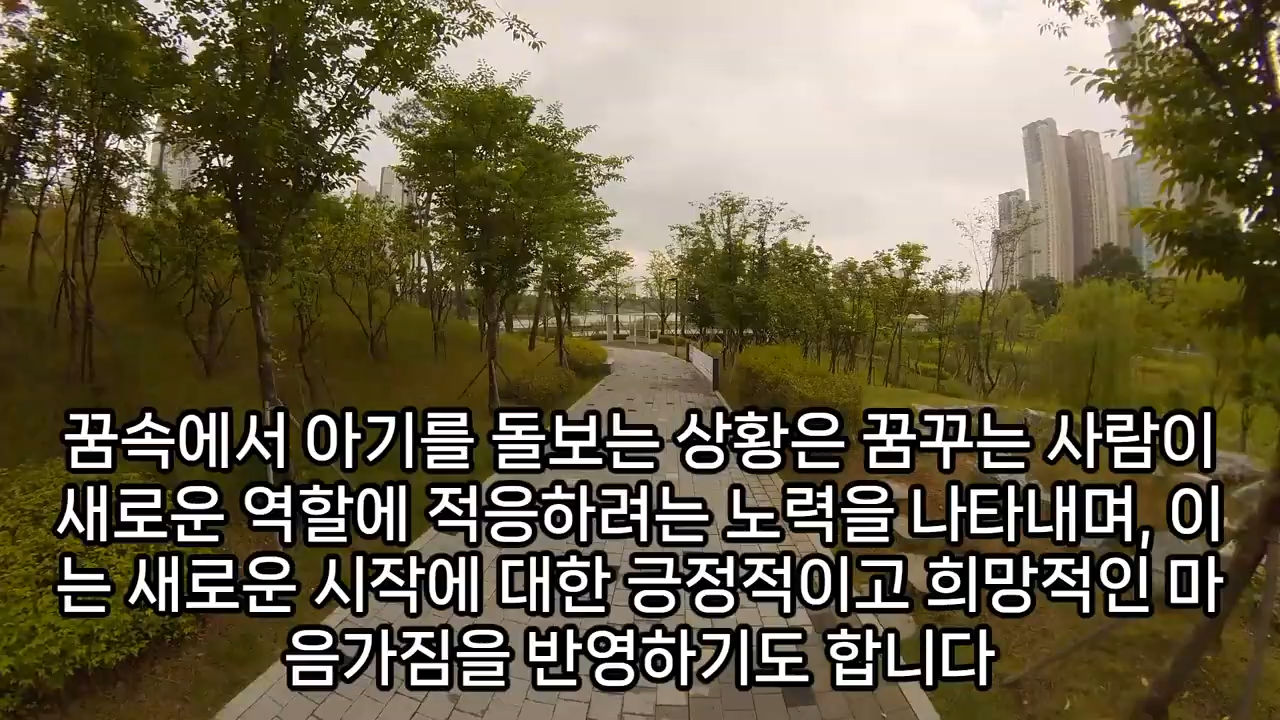 꿈속에서 아기를 돌보는 상황은 꿈꾸는 사람이
새로운 역할에 적응하려는 노력을 나타내며, 이
는 새로운 시작에 대한 긍정적이고 희망적인 마
음가짐을 반영하기도 합니다